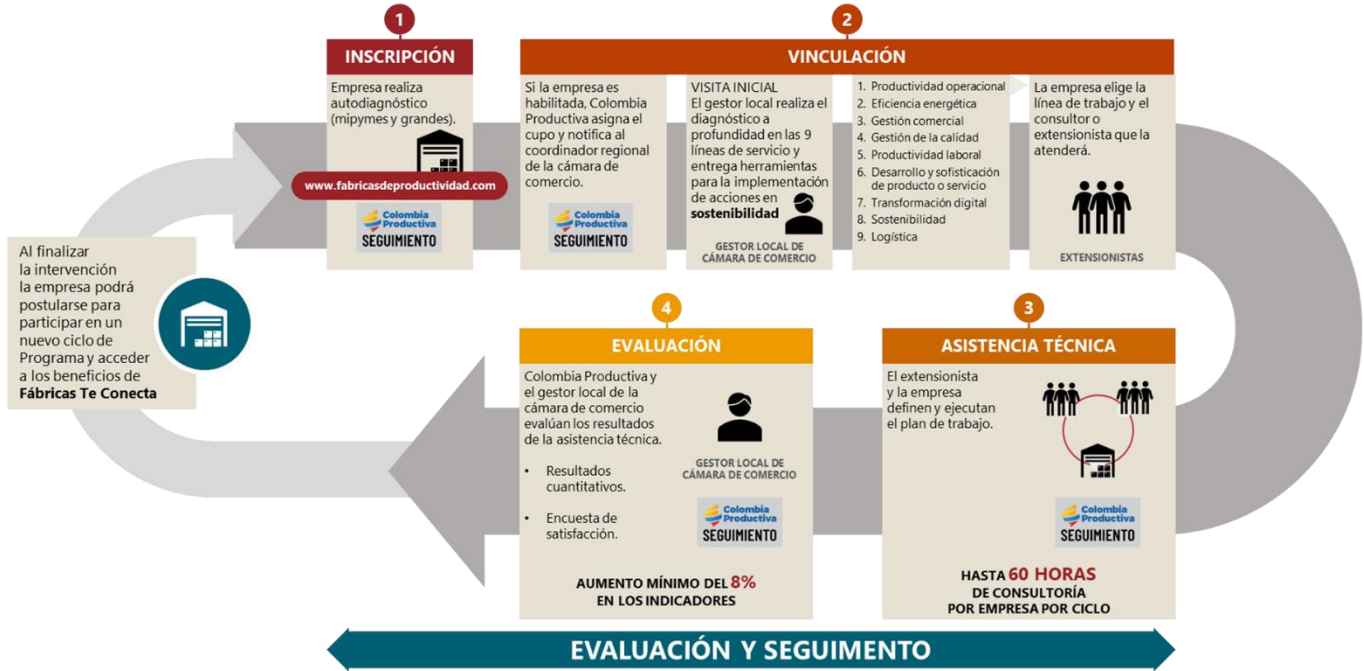 1
INSCRIPCIÓN
Empresa realiza
autodiagnóstico
(mipymes y grandes).
www.fabricasdeproductividad.com
Colombia
Productiva
SEGUIMIENTO
2
VINCULACIÓN
Si la empresa es
habilitada, Colombia
Productiva asigna el
cupo y notifica al
coordinador regional
de la cámara de
comercio.
Colombia
Productiva
SEGUIMIENTO
VISITA INICIAL
El gestor local realiza el
diagnóstico a
profundidad en las 9
líneas de servicio y
entrega herramientas
para la implementación
de acciones en
sostenibilidad
GESTOR LOCAL DE
CÁMARA DE COMERCIO
1. Productividad operacional
2. Eficiencia energética
3. Gestión comercial
4. Gestión de la calidad
5. Productividad laboral
6. Desarrollo y sofisticación
de producto o servicio
7. Transformación digital
8. Sostenibilidad
9. Logística
La empresa elige la
línea de trabajo y el
consultor o
extensionista que la
atenderá.
EXTENSIONISTAS
3
ASISTENCIA TÉCNICA
El extensionista
y la empresa
definen y ejecutan
el plan de trabajo.
Colombia
Productiva
SEGUIMIENTO
HASTA 60 HORAS
DE CONSULTORÍA
POR EMPRESA POR CICLO
4
EVALUACIÓN
Colombia Productiva y
el gestor local de la
cámara de comercio
evalúan los resultados
de la asistencia técnica.
• Resultados
cuantitativos.
• Encuesta de
satisfacción.
GESTOR LOCAL DE
CÁMARA DE COMERCIO
Colombia
Productiva
SEGUIMIENTO
AUMENTO MÍNIMO DEL 8%
EN LOS INDICADORES
Al finalizar
la intervención
la empresa podrá
postularse para
participar en un
nuevo ciclo de
Programa y acceder
a los beneficios de
Fábricas Te Conecta
EVALUACIÓN Y SEGUIMENTO